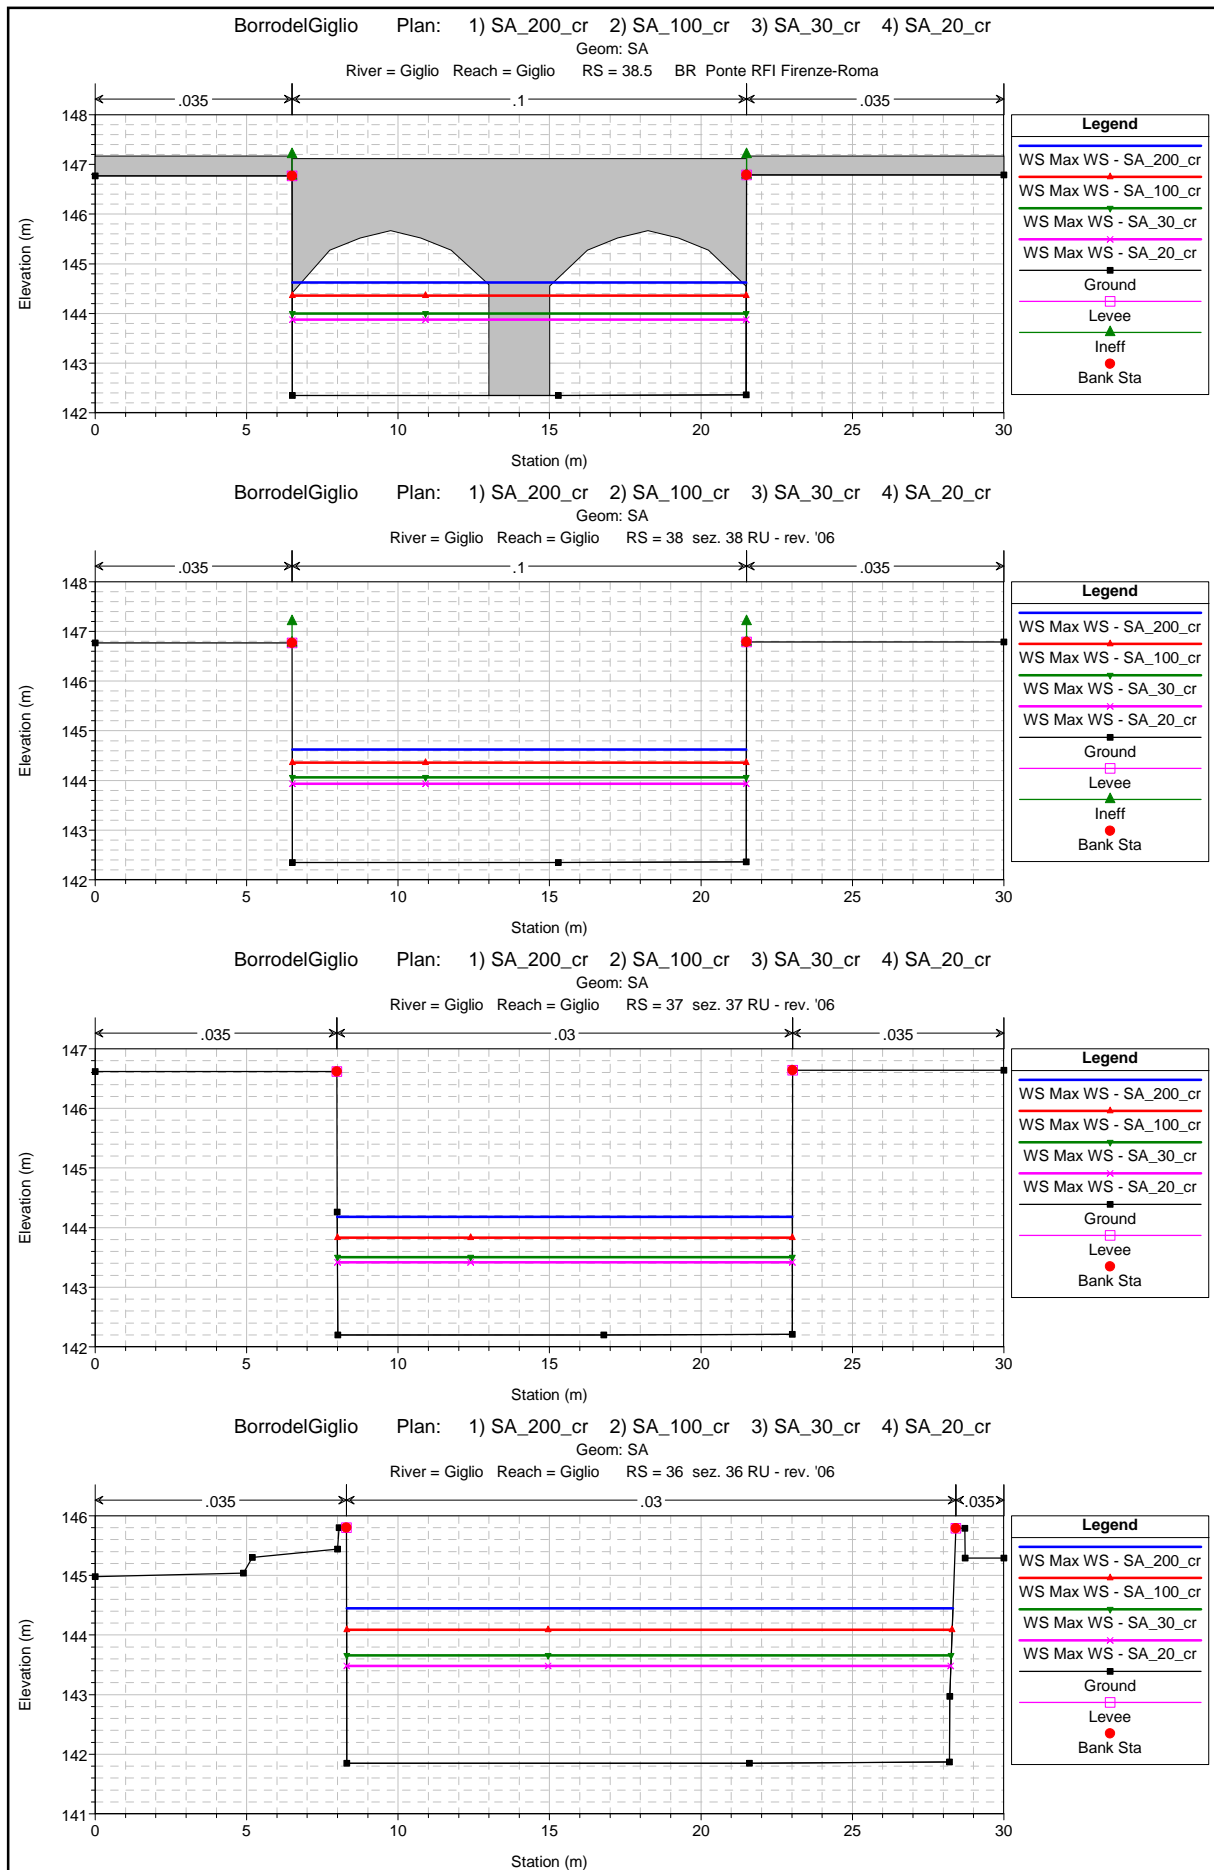 BorrodelGiglio Plan: 1) SA_200_cr 2) SA_100_cr 3) SA_30_cr 4) SA_20_cr
Geom: SA
River = Giglio Reach = Giglio RS = 38.5 BR Ponte RFI Firenze-Roma
.035 .1 .035
148
147
146
145
144
143
142
Elevation (m)
0 5 10 15 20 25 30
Station (m)
Legend
WS Max WS - SA_200_cr
WS Max WS - SA_100_cr
WS Max WS - SA_30_cr
WS Max WS - SA_20_cr
Ground
Levee
Ineff
Bank Sta
BorrodelGiglio Plan: 1) SA_200_cr 2) SA_100_cr 3) SA_30_cr 4) SA_20_cr
Geom: SA
River = Giglio Reach = Giglio RS = 38 sez. 38 RU - rev. '06
.035 .1 .035
148
147
146
145
144
143
142
Elevation (m)
0 5 10 15 20 25 30
Station (m)
Legend
WS Max WS - SA_200_cr
WS Max WS - SA_100_cr
WS Max WS - SA_30_cr
WS Max WS - SA_20_cr
Ground
Levee
Ineff
Bank Sta
BorrodelGiglio Plan: 1) SA_200_cr 2) SA_100_cr 3) SA_30_cr 4) SA_20_cr
Geom: SA
River = Giglio Reach = Giglio RS = 37 sez. 37 RU - rev. '06
.035 .03 .035
147
146
145
144
143
142
Elevation (m)
0 5 10 15 20 25 30
Station (m)
Legend
WS Max WS - SA_200_cr
WS Max WS - SA_100_cr
WS Max WS - SA_30_cr
WS Max WS - SA_20_cr
Ground
Levee
Bank Sta
BorrodelGiglio Plan: 1) SA_200_cr 2) SA_100_cr 3) SA_30_cr 4) SA_20_cr
Geom: SA
River = Giglio Reach = Giglio RS = 36 sez. 36 RU - rev. '06
.035 .03 .035
146
145
144
143
142
141
Elevation (m)
0 5 10 15 20 25 30
Station (m)
Legend
WS Max WS - SA_200_cr
WS Max WS - SA_100_cr
WS Max WS - SA_30_cr
WS Max WS - SA_20_cr
Ground
Levee
Bank Sta